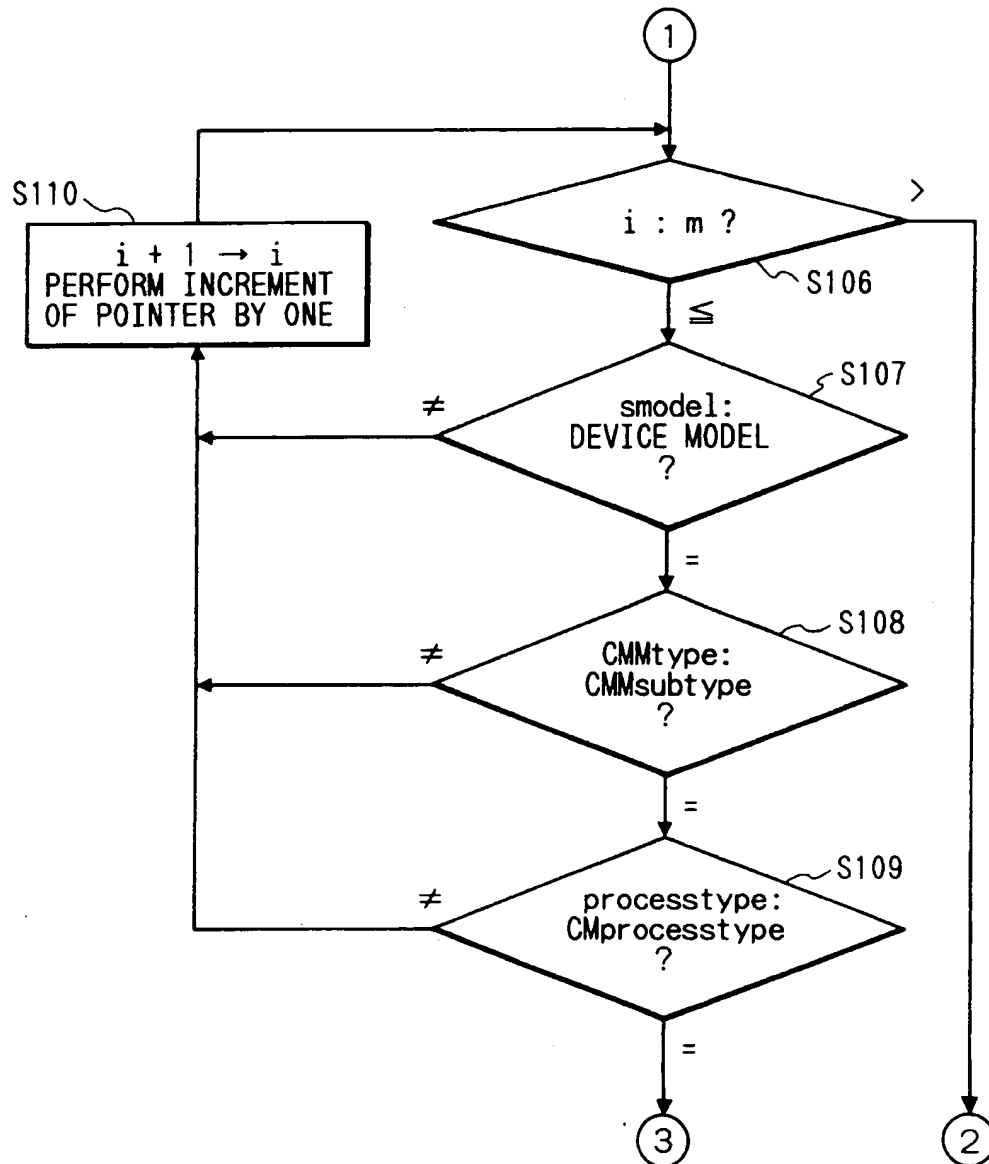 1
S110
i + 1 → i
PERFORM INCREMENT
OF POINTER BY ONE
i : m ?
>
S106
≦
S107
≠
smodel:
DEVICE MODEL
?
=
S108
≠
CMMtype:
CMMsubtype
?
=
S109
≠
processtype:
CMprocesstype
?
=
3
2